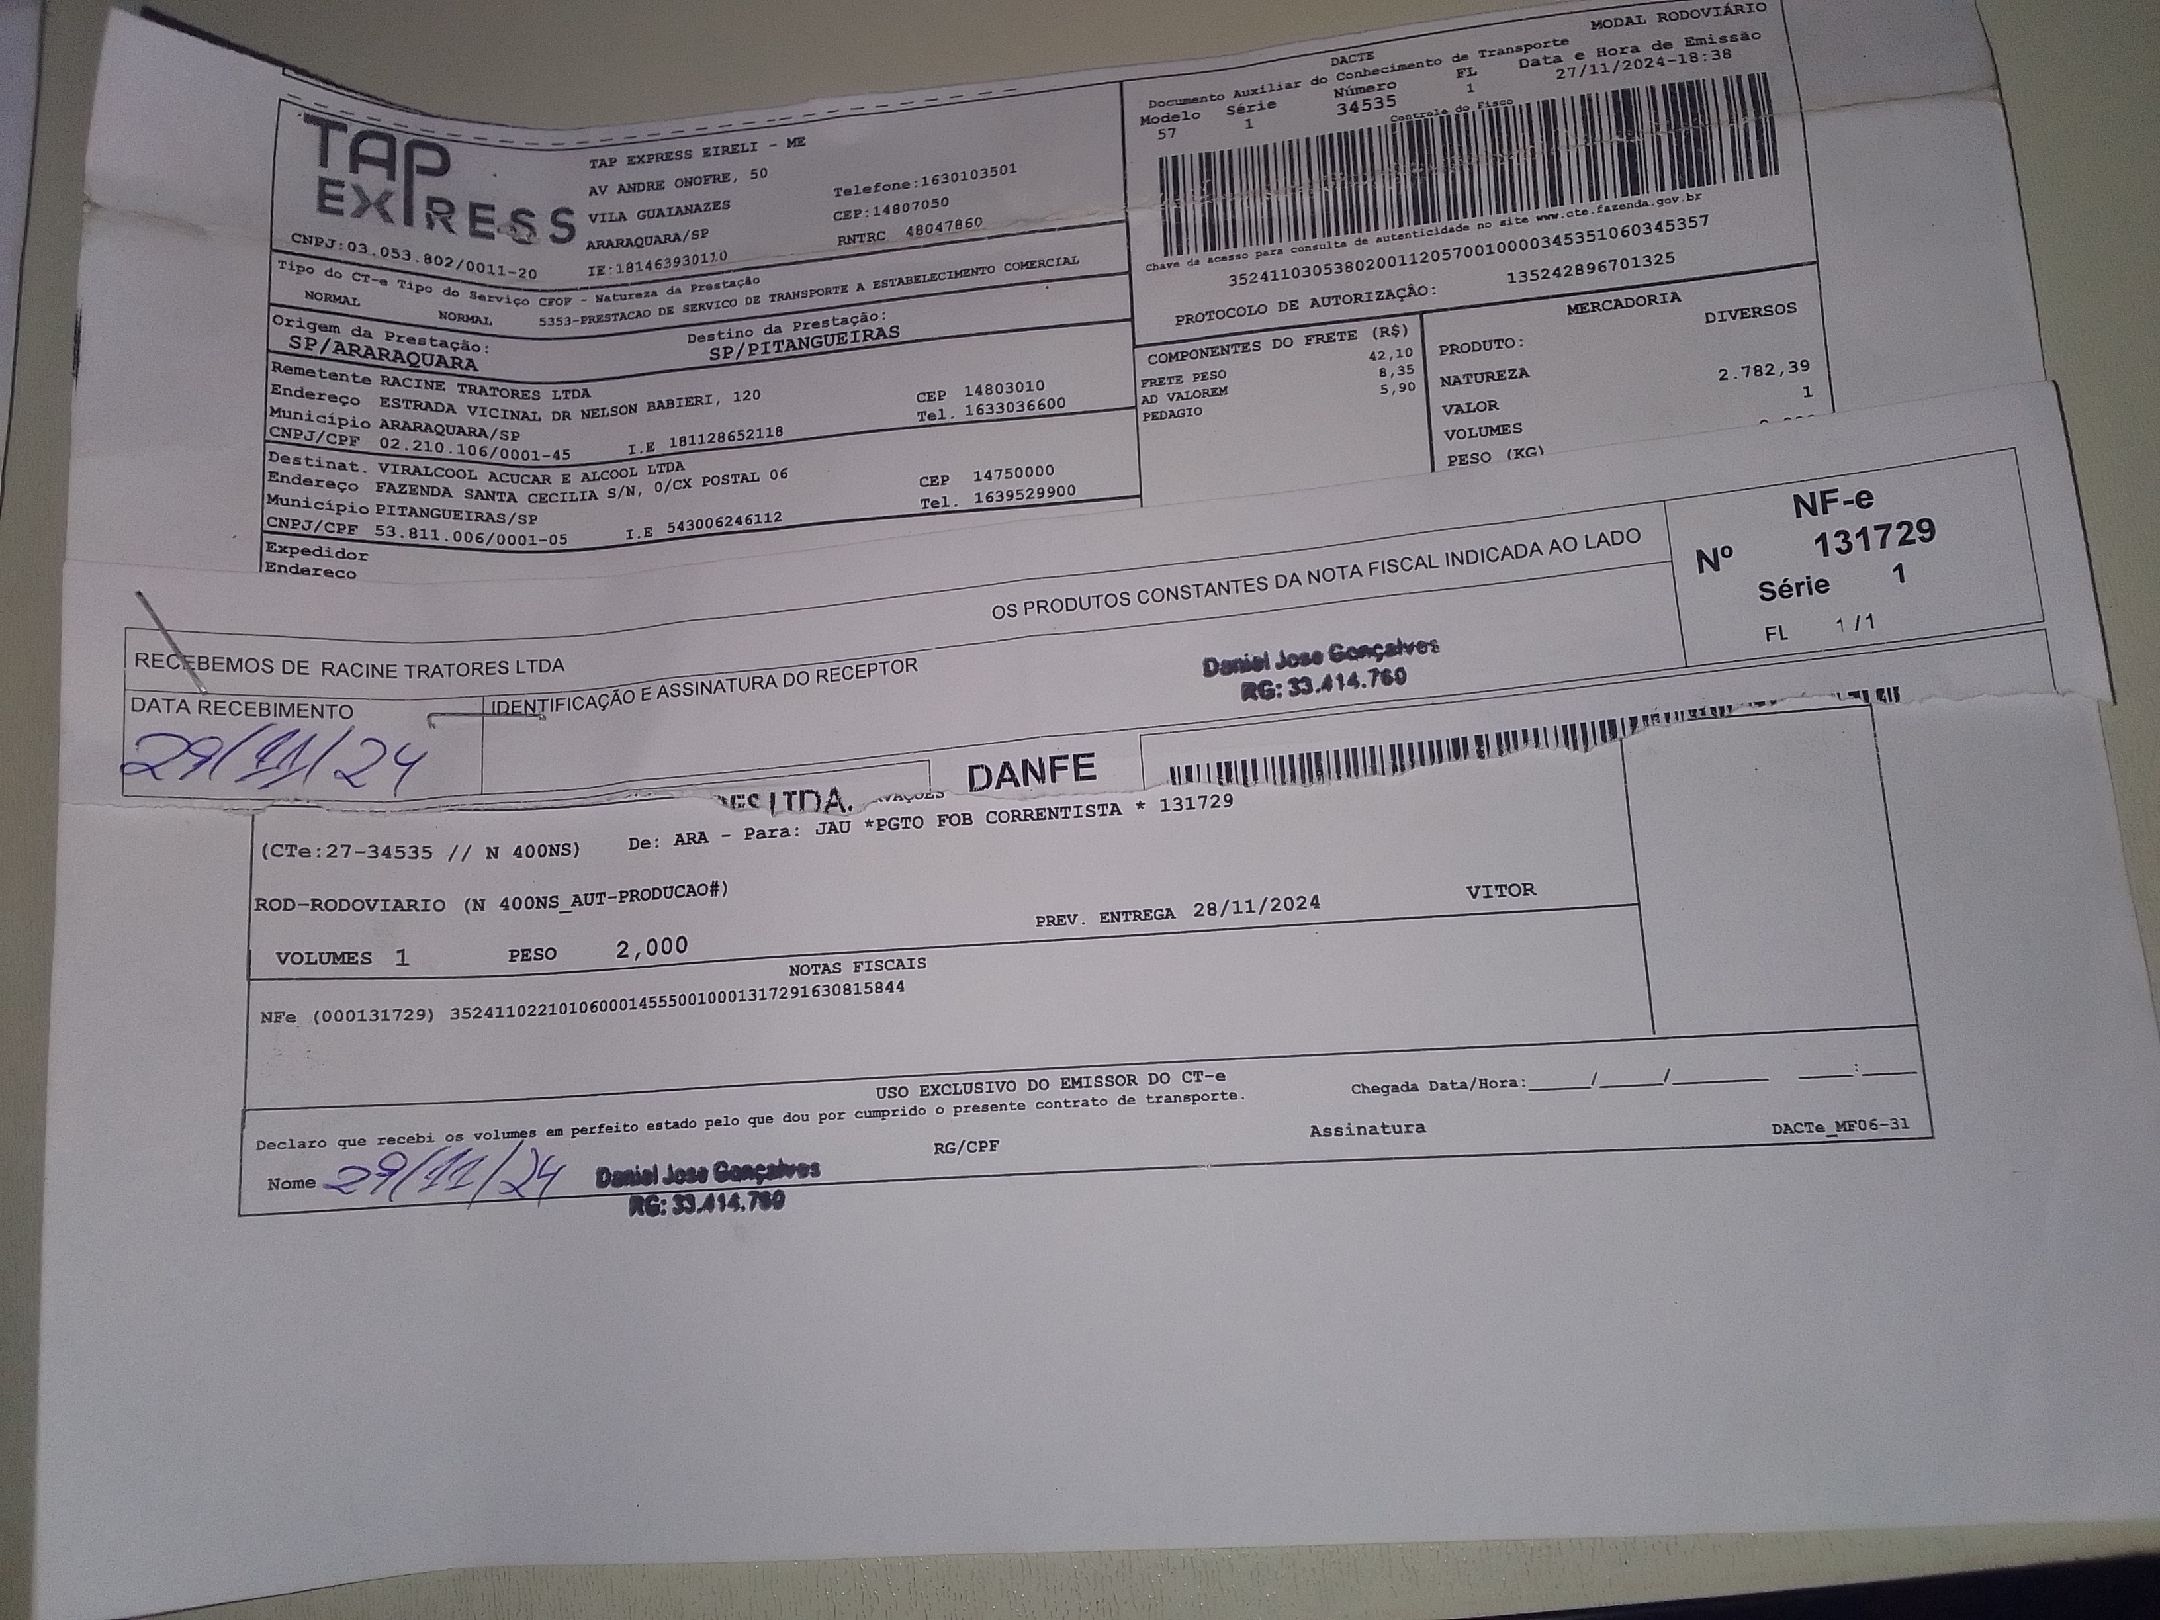 TAP
EXPRESS
CNPJ:03.053.802/0011-20
TAP EXPRESS EIRELI - ME
AV ANDRE ONOFRE, 50
VILA GUAIANAZES
ARARAQUARA/SP
IE:181463930110
Telefone:1630103501
CEP:14807050
RNTRC 48047860
DACTE
MODAL RODOVIÁRIO
Documento Auxiliar do Conhecimento de Transporte
Modelo Série Número FL Data e Hora de Emissão
57 1 34535 1 27/11/2024-18:38
Controle do Fisco
Chave de acesso para consulta de autenticidade no site www.cte.fazenda.gov.br
35241103053802001120570010000345351060345357
PROTOCOLO DE AUTORIZAÇÃO: 135242896701325
Tipo do CT-e Tipo do Serviço CFOP - Natureza da Prestação
NORMAL NORMAL 5353-PRESTACAO DE SERVICO DE TRANSPORTE A ESTABELECIMENTO COMERCIAL
Origem da Prestação: Destino da Prestação:
SP/ARARAQUARA SP/PITANGUEIRAS
Remetente RACINE TRATORES LTDA
Endereço ESTRADA VICINAL DR NELSON BABIERI, 120 CEP 14803010
Município ARARAQUARA/SP Tel. 1633036600
CNPJ/CPF 02.210.106/0001-45 I.E 181128652118
Destinat. VIRALCOOL ACUCAR E ALCOOL LTDA
Endereço FAZENDA SANTA CECILIA S/N, 0/CX POSTAL 06 CEP 14750000
Município PITANGUEIRAS/SP Tel. 1639529900
CNPJ/CPF 53.811.006/0001-05 I.E 543006246112
Expedidor
Endereco
COMPONENTES DO FRETE (R$)
FRETE PESO 42,10
AD VALOREM 8,35
PEDAGIO 5,90
MERCADORIA
PRODUTO: DIVERSOS
NATUREZA
VALOR 2.782,39
VOLUMES 1
PESO (KG)
RECEBEMOS DE RACINE TRATORES LTDA OS PRODUTOS CONSTANTES DA NOTA FISCAL INDICADA AO LADO
NF-e
Nº 131729
Série 1
FL 1/1
DATA RECEBIMENTO
29/11/24
IDENTIFICAÇÃO E ASSINATURA DO RECEPTOR
Daniel Jose Gonçalves
RG: 33.414.760
LTDA.
DANFE
(CTe:27-34535 // N 400NS) De: ARA - Para: JAU *PGTO FOB CORRENTISTA * 131729
ROD-RODOVIARIO (N 400NS_AUT-PRODUCAO#)
PREV. ENTREGA 28/11/2024 VITOR
VOLUMES 1 PESO 2,000
NOTAS FISCAIS
NFe (000131729) 35241102210106000145550010001317291630815844
USO EXCLUSIVO DO EMISSOR DO CT-e
Declaro que recebi os volumes em perfeito estado pelo que dou por cumprido o presente contrato de transporte.
Chegada Data/Hora:_____/_____/________ ____:____
Nome 29/11/24
Daniel Jose Gonçalves
RG: 33.414.760
RG/CPF
Assinatura
DACTe_MF06-31